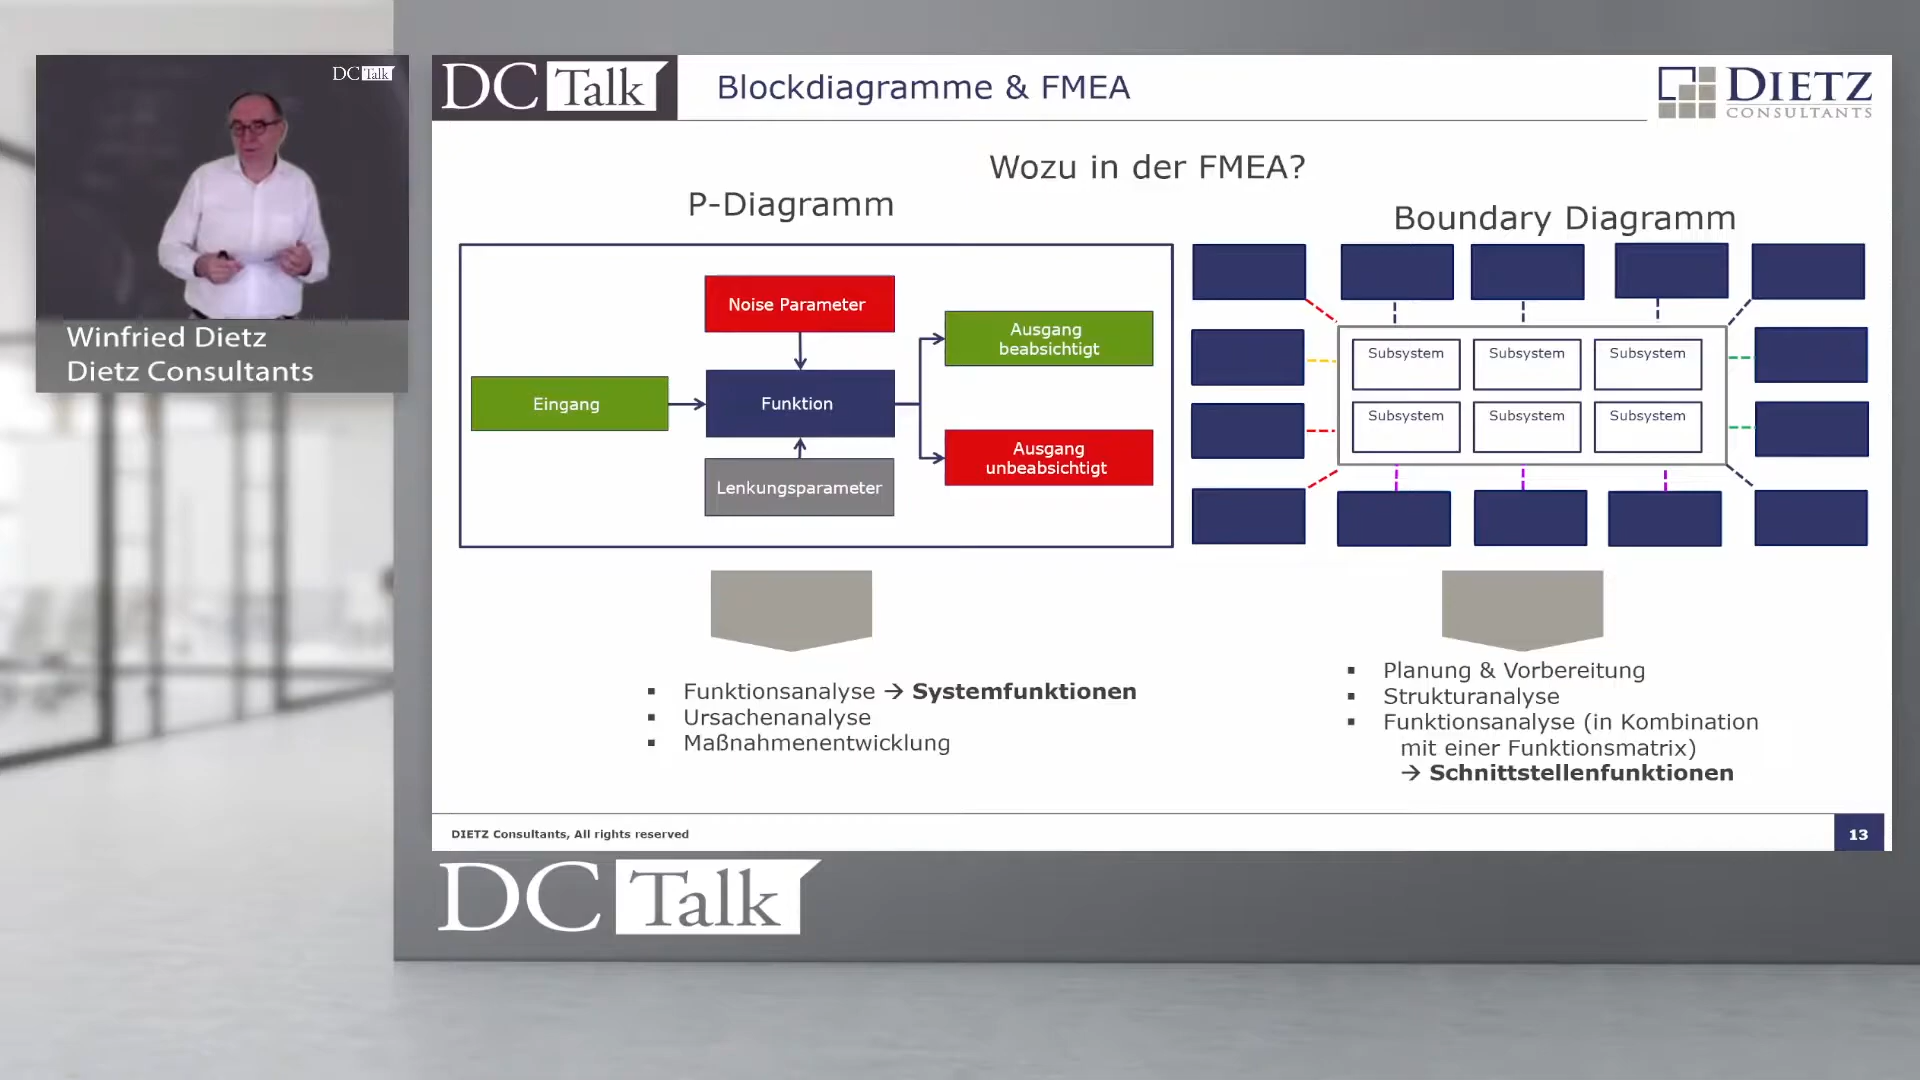 DC Talk
Winfried Dietz
Dietz Consultants
DC Talk
Blockdiagramme & FMEA
DIETZ
CONSULTANTS
Wozu in der FMEA?
P-Diagramm
Noise Parameter
Ausgang
beabsichtigt
Eingang
Funktion
Ausgang
unbeabsichtigt
Lenkungsparameter
Funktionsanalyse → Systemfunktionen
Ursachenanalyse
Maßnahmenentwicklung
Boundary Diagramm
Subsystem Subsystem Subsystem
Subsystem Subsystem Subsystem
Planung & Vorbereitung
Strukturanalyse
Funktionsanalyse (in Kombination
mit einer Funktionsmatrix)
→ Schnittstellenfunktionen
DIETZ Consultants, All rights reserved
13
DC Talk